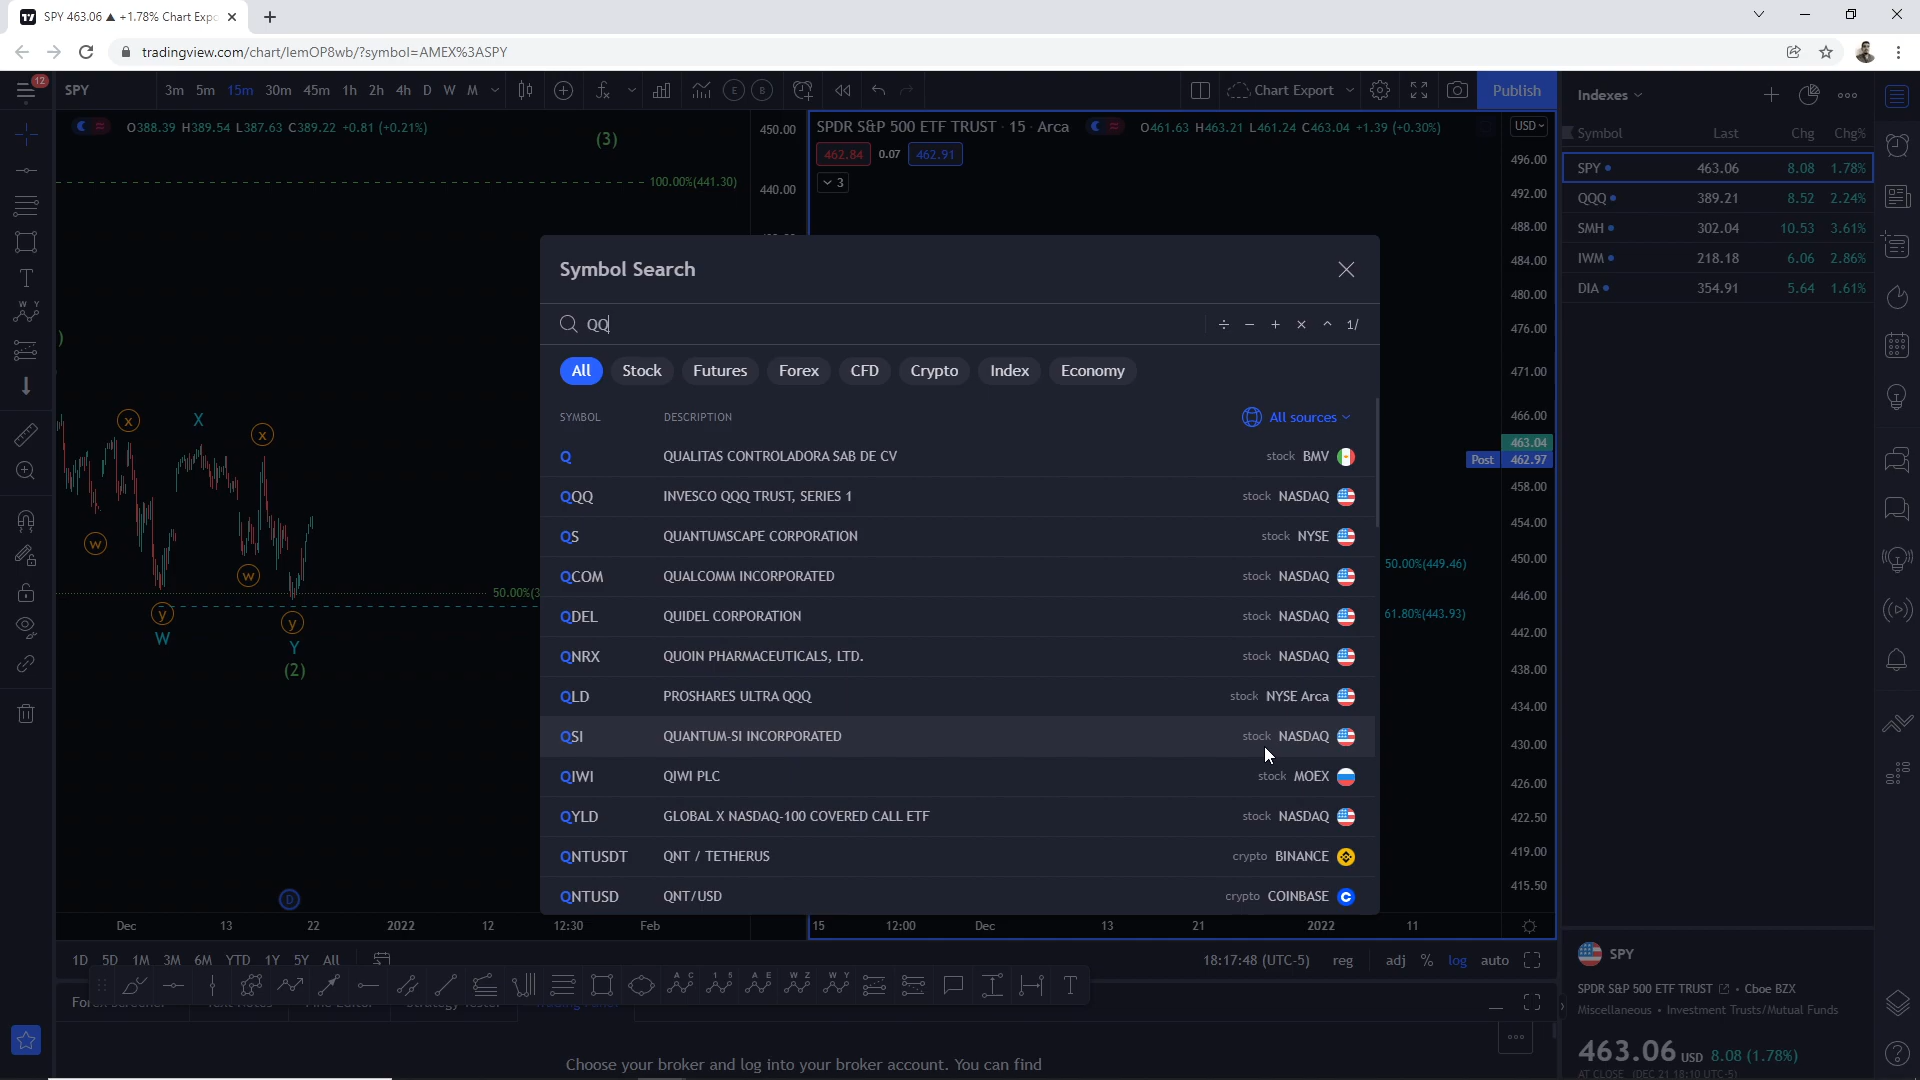 SPY 463.06 ▲ +1.78% Chart Expo
tradingview.com/chart/lemOP8wb/?symbol=AMEX%3ASPY
12
SPY
3m 5m 15m 30m 45m 1h 2h 4h D W M
E B
Chart Export
Publish
Indexes
O388.39 H389.54 L387.63 C389.22 +0.81 (+0.21%)
(3)
450.00
SPDR S&P 500 ETF TRUST · 15 · Arca
O461.63 H463.21 L461.24 C463.04 +1.39 (+0.30%)
USD
Symbol Last Chg Chg%
462.84 0.07 462.91
3
100.00%(441.30)
440.00
SPY 463.06 8.08 1.78%
QQQ 389.21 8.52 2.24%
SMH 302.04 10.53 3.61%
IWM 218.18 6.06 2.86%
DIA 354.91 5.64 1.61%
496.00
492.00
488.00
484.00
480.00
476.00
471.00
466.00
463.04
Post 462.97
458.00
454.00
450.00
446.00
442.00
438.00
434.00
430.00
426.00
422.50
419.00
415.50
Symbol Search
QQ
÷ − + × ^ 1/
All Stock Futures Forex CFD Crypto Index Economy
SYMBOL DESCRIPTION All sources
Q QUALITAS CONTROLADORA SAB DE CV stock BMV
QQQ INVESCO QQQ TRUST, SERIES 1 stock NASDAQ
QS QUANTUMSCAPE CORPORATION stock NYSE
QCOM QUALCOMM INCORPORATED stock NASDAQ
QDEL QUIDEL CORPORATION stock NASDAQ
QNRX QUOIN PHARMACEUTICALS, LTD. stock NASDAQ
QLD PROSHARES ULTRA QQQ stock NYSE Arca
QSI QUANTUM-SI INCORPORATED stock NASDAQ
QIWI QIWI PLC stock MOEX
QYLD GLOBAL X NASDAQ-100 COVERED CALL ETF stock NASDAQ
QNTUSDT QNT / TETHERUS crypto BINANCE
QNTUSD QNT/USD crypto COINBASE
)
x X x
w w
50.00%(3
y y
W Y
(2)
50.00%(449.46)
61.80%(443.93)
D
Dec 13 22 2022 12 12:30 Feb
15 12:00 Dec 13 21 2022 11
1D 5D 1M 3M 6M YTD 1Y 5Y All
18:17:48 (UTC-5) reg adj % log auto
Choose your broker and log into your broker account. You can find
SPY
SPDR S&P 500 ETF TRUST • Cboe BZX
Miscellaneous • Investment Trusts/Mutual Funds
463.06 USD 8.08 (1.78%)
AT CLOSE (DEC 21 18:10 UTC-5)